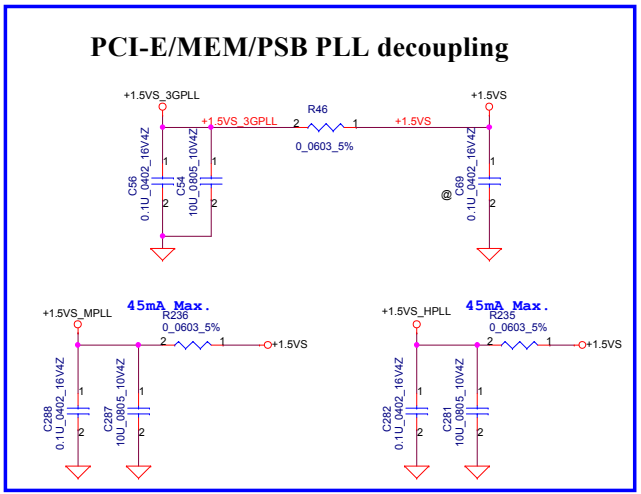 PCI-E/MEM/PSB PLL decoupling
+1.5VS_3GPLL
+1.5VS
R46
+1.5VS_3GPLL
2
1
+1.5VS
0_0603_5%
C56
0.1U_0402_16V4Z
1
2
C54
10U_0805_10V4Z
1
2
@
C69
0.1U_0402_16V4Z
1
2
45mA Max.
+1.5VS_MPLL
R236
0_0603_5%
2
1
+1.5VS
C288
0.1U_0402_16V4Z
1
2
C287
10U_0805_10V4Z
1
2
45mA Max.
+1.5VS_HPLL
R235
0_0603_5%
2
1
+1.5VS
C282
0.1U_0402_16V4Z
1
2
C281
10U_0805_10V4Z
1
2